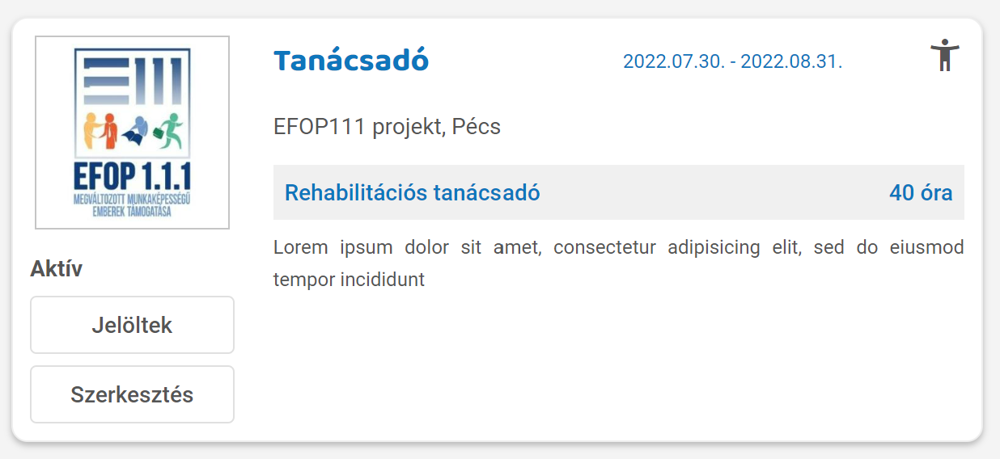 EFOP 1.1.1
MEGVÁLTOZOTT MUNKAKÉPESSÉGŰ
EMBEREK TÁMOGATÁSA
Aktív
Jelöltek
Szerkesztés
Tanácsadó
2022.07.30. - 2022.08.31.
EFOP111 projekt, Pécs
Rehabilitációs tanácsadó 40 óra
Lorem ipsum dolor sit amet, consectetur adipisicing elit, sed do eiusmod
tempor incididunt